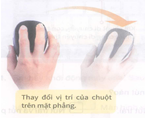 Thay đổi vị trí của chuột
trên mặt phẳng.